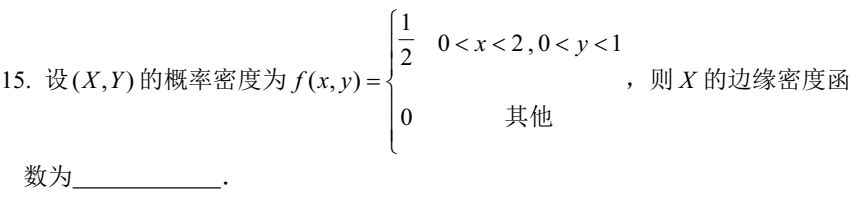 15. 设(X,Y)的概率密度为 f(x,y)={ 1/2 0<x<2,0<y<1 ，则 X 的边缘密度函
0 其他
数为____________.